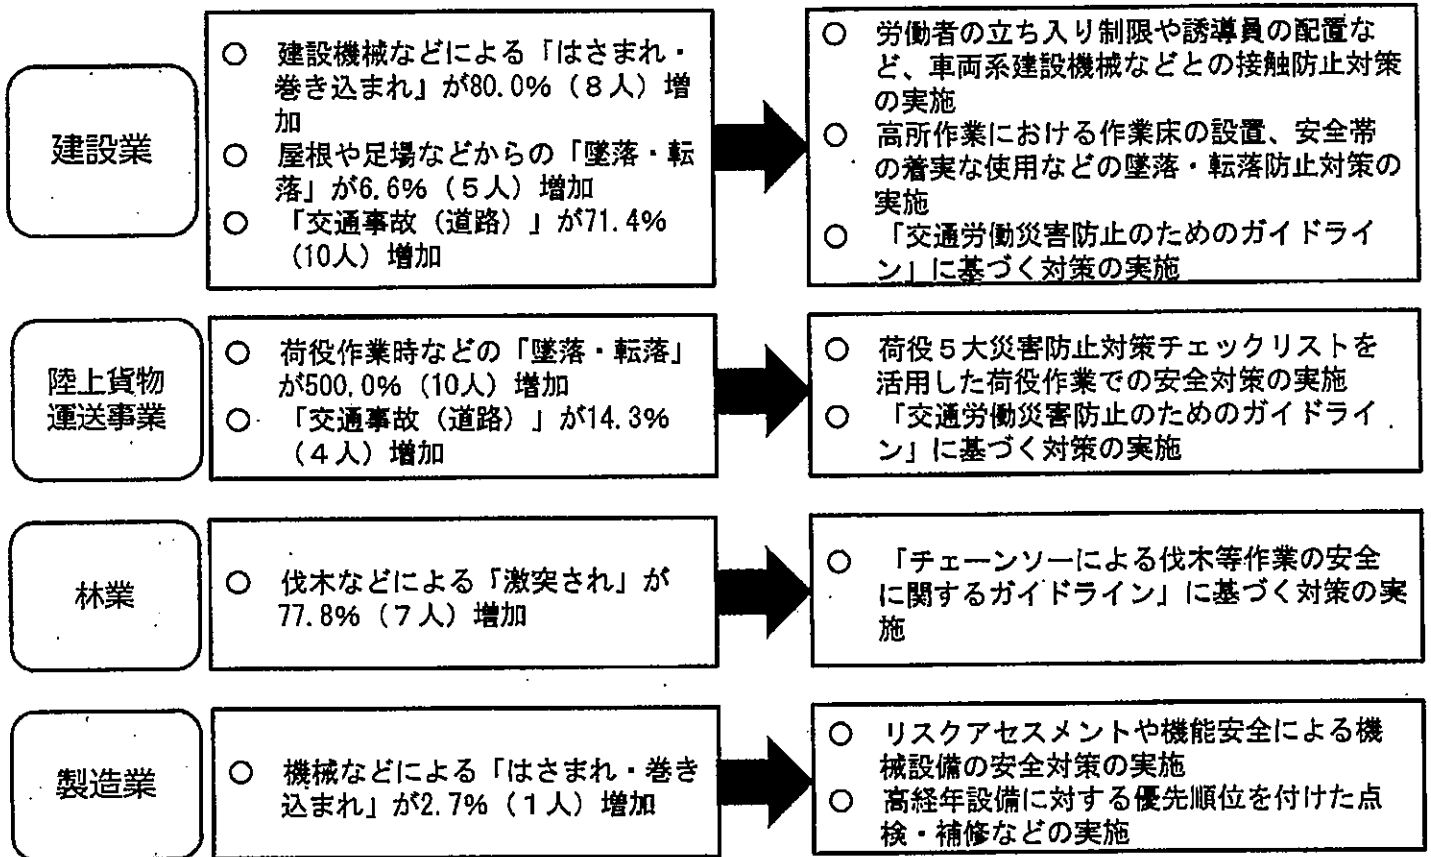 建設業
○ 建設機械などによる「はさまれ・
巻き込まれ」が80.0%（８人）増
加
○ 屋根や足場などからの「墜落・転
落」が6.6%（５人）増加
○ 「交通事故（道路）」が71.4%
（10人）増加
○ 労働者の立ち入り制限や誘導員の配置な
ど、車両系建設機械などとの接触防止対策
の実施
○ 高所作業における作業床の設置、安全帯
の着実な使用などの墜落・転落防止対策の
実施
○ 「交通労働災害防止のためのガイドライ
ン」に基づく対策の実施
陸上貨物
運送事業
○ 荷役作業時などの「墜落・転落」
が500.0%（10人）増加
○ 「交通事故（道路）」が14.3%
（４人）増加
○ 荷役５大災害防止対策チェックリストを
活用した荷役作業での安全対策の実施
○ 「交通労働災害防止のためのガイドライ
ン」に基づく対策の実施
林業
○ 伐木などによる「激突され」が
77.8%（７人）増加
○ 「チェーンソーによる伐木等作業の安全
に関するガイドライン」に基づく対策の実
施
製造業
○ 機械などによる「はさまれ・巻き
込まれ」が2.7%（１人）増加
○ リスクアセスメントや機能安全による機
械設備の安全対策の実施
○ 高経年設備に対する優先順位を付けた点
検・補修などの実施